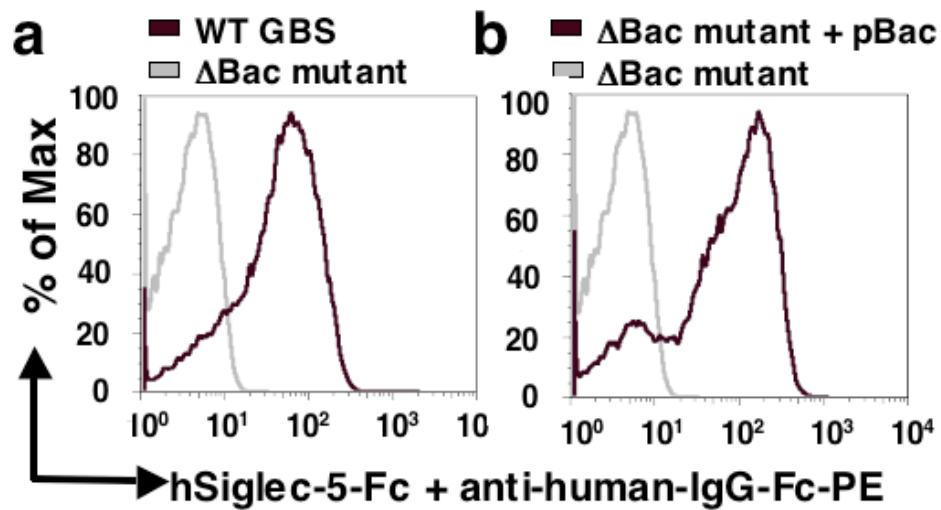 a
WT GBS
ΔBac mutant
b
ΔBac mutant + pBac
ΔBac mutant
% of Max
100
80
60
40
20
0
10⁰ 10¹ 10² 10³ 10
100
80
60
40
20
0
10⁰ 10¹ 10² 10³ 10⁴
hSiglec-5-Fc + anti-human-IgG-Fc-PE